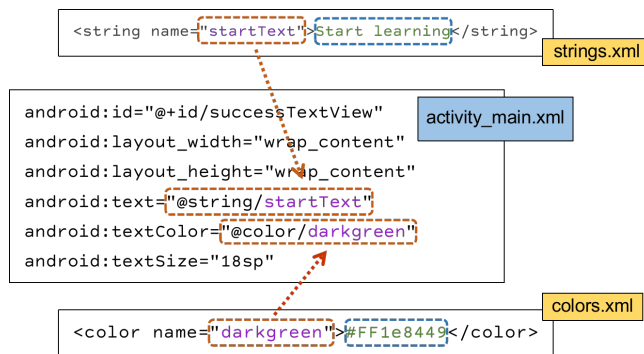 <string name="startText">Start learning</string>
strings.xml
activity_main.xml
android:id="@+id/successTextView"
android:layout_width="wrap_content"
android:layout_height="wrap_content"
android:text="@string/startText"
android:textColor="@color/darkgreen"
android:textSize="18sp"
colors.xml
<color name="darkgreen">#FF1e8449</color>